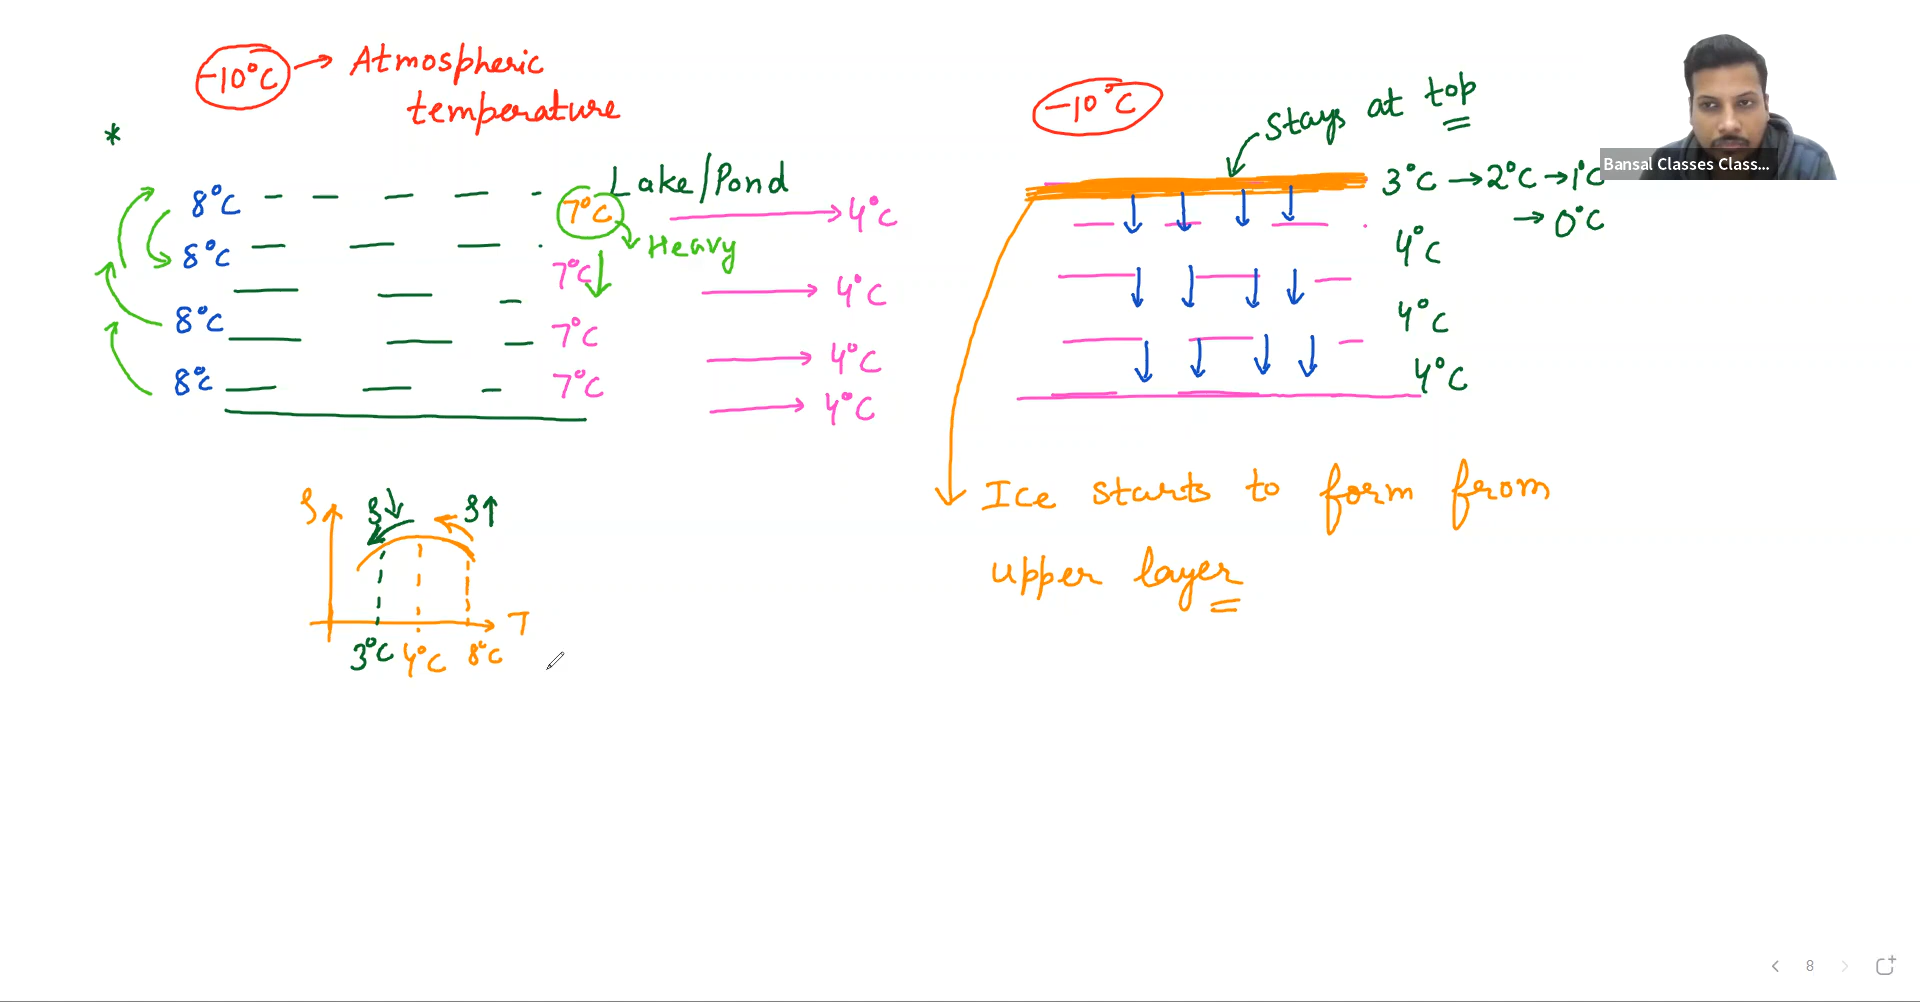 -10°C → Atmospheric
temperature
*
Lake/Pond
8°C
8°C
8°C
8°C
7°C
Heavy
7°C
7°C
7°C
→ 4°C
→ 4°C
→ 4°C
→ 4°C
ρ
ρ↓
ρ↑
T
3°C 4°C 8°C
-10°C
Stays at top
3°C → 2°C → 1°C
→ 0°C
4°C
4°C
4°C
Ice starts to form from
upper layer
Bansal Classes Class...
8